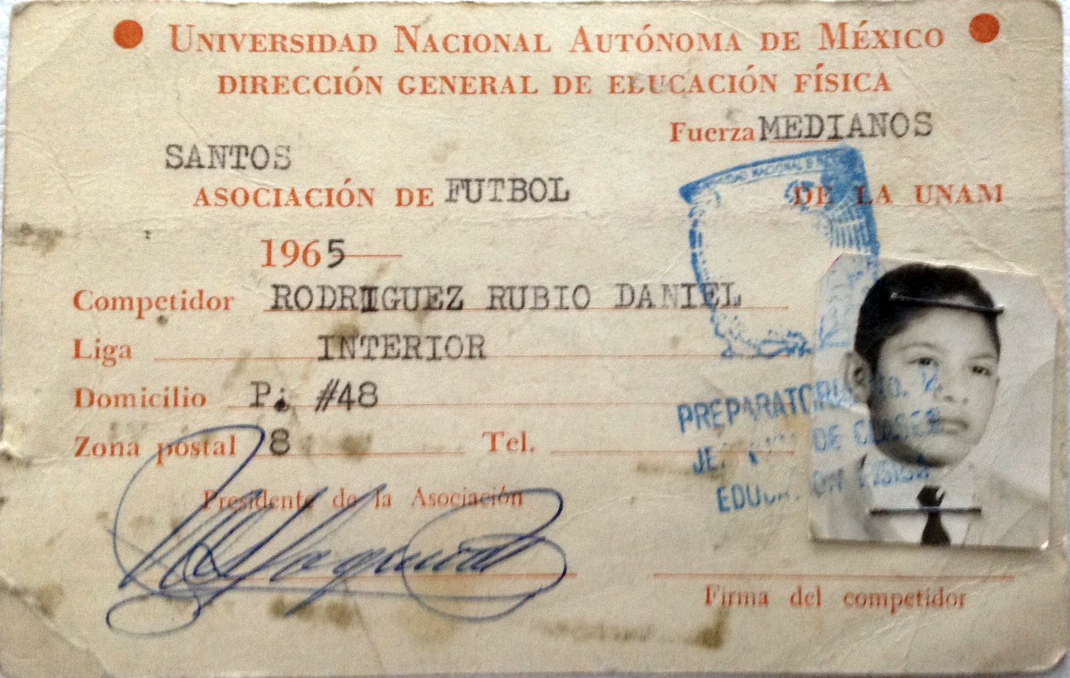 UNIVERSIDAD NACIONAL AUTÓNOMA DE MÉXICO
DIRECCIÓN GENERAL DE EDUCACIÓN FÍSICA
Fuerza MEDIANOS
SANTOS
ASOCIACIÓN DE FUTBOL DE LA UNAM
1965
Competidor RODRIGUEZ RUBIO DANIEL
Liga INTERIOR
Domicilio P. #48
Zona postal 8 Tel.
PREPARATORIA NO.
DE CLASES
Presidente de la Asociación
Firma del competidor